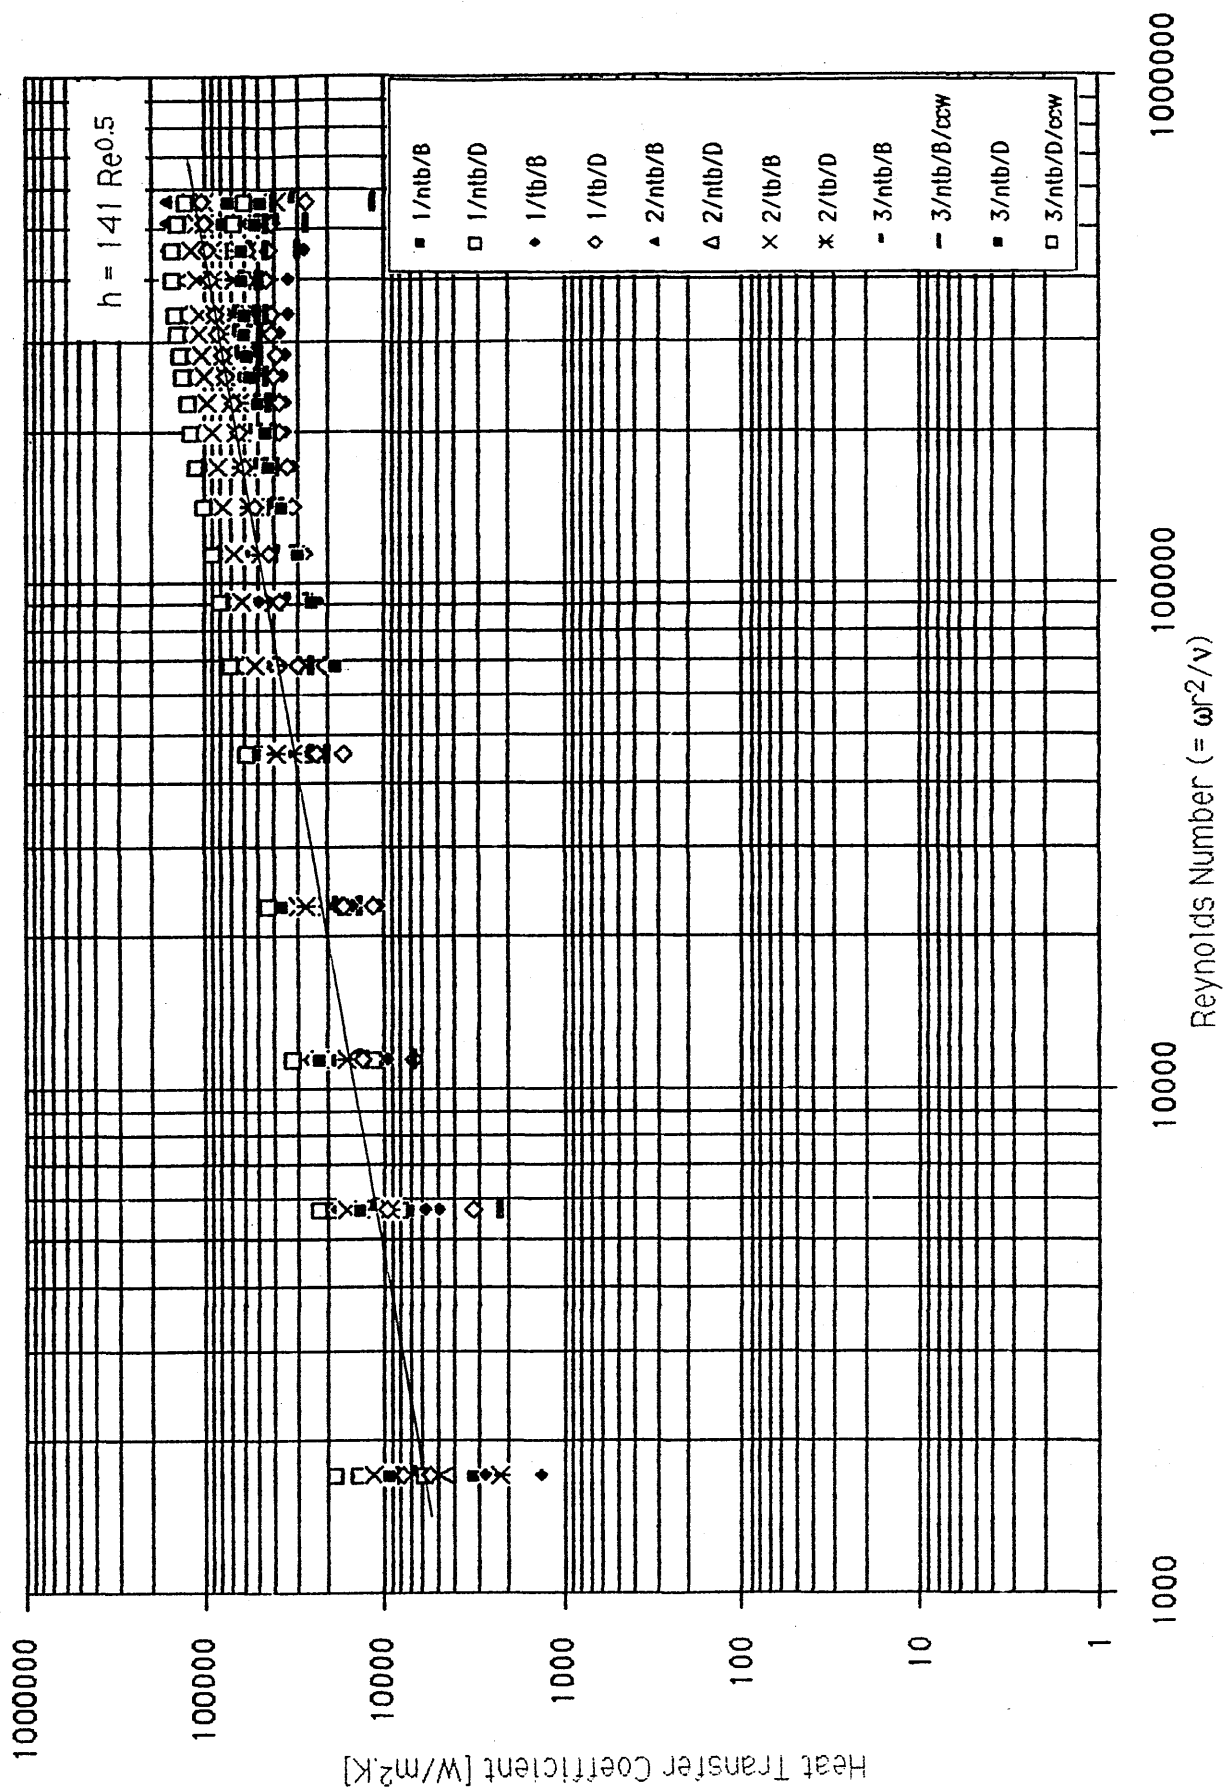 h = 141 Re0.5
1/ntb/B
1/ntb/D
1/tb/B
1/tb/D
2/ntb/B
2/ntb/D
2/tb/B
2/tb/D
3/ntb/B
3/ntb/B/ccw
3/ntb/D
3/ntb/D/ccw
Heat Transfer Coefficient [W/m2.K]
1000000
100000
10000
1000
100
10
1
1000
10000
100000
1000000
Reynolds Number (= ωr2/ν)